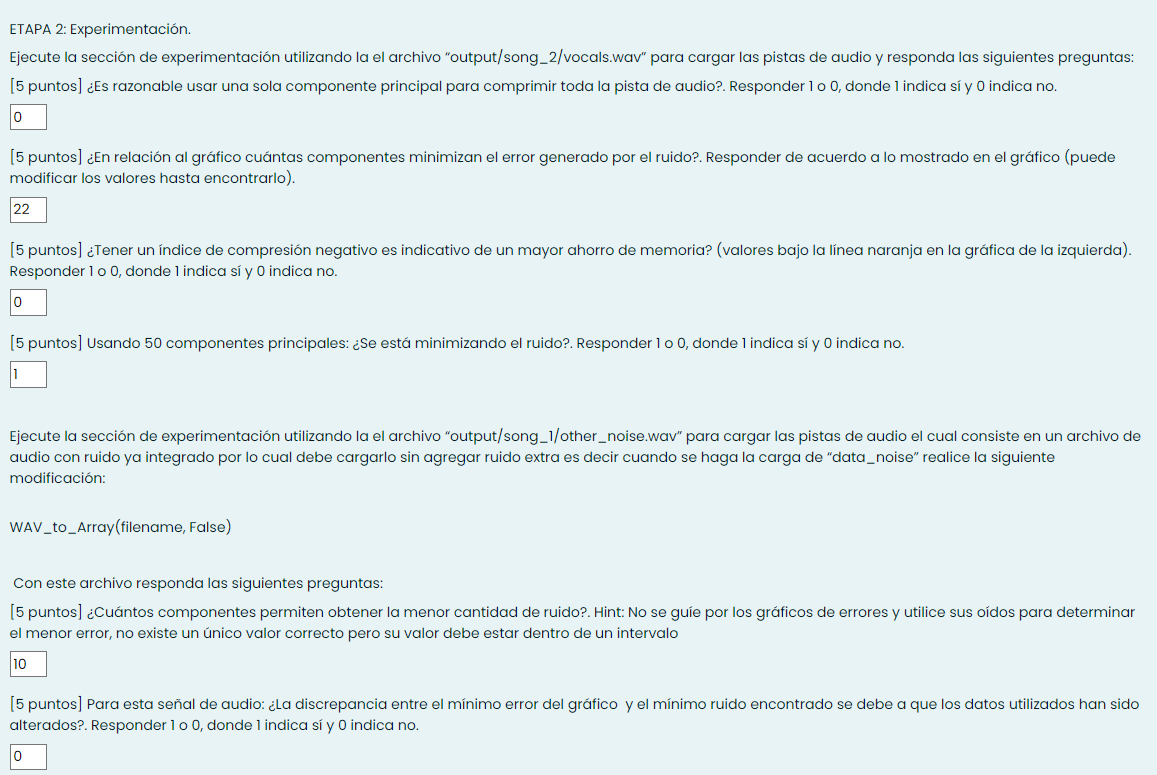 ETAPA 2: Experimentación.
Ejecute la sección de experimentación utilizando la el archivo “output/song_2/vocals.wav” para cargar las pistas de audio y responda las siguientes preguntas:
[5 puntos] ¿Es razonable usar una sola componente principal para comprimir toda la pista de audio?. Responder 1 o 0, donde 1 indica sí y 0 indica no.
0
[5 puntos] ¿En relación al gráfico cuántas componentes minimizan el error generado por el ruido?. Responder de acuerdo a lo mostrado en el gráfico (puede
modificar los valores hasta encontrarlo).
22
[5 puntos] ¿Tener un índice de compresión negativo es indicativo de un mayor ahorro de memoria? (valores bajo la línea naranja en la gráfica de la izquierda).
Responder 1 o 0, donde 1 indica sí y 0 indica no.
0
[5 puntos] Usando 50 componentes principales: ¿Se está minimizando el ruido?. Responder 1 o 0, donde 1 indica sí y 0 indica no.
1
Ejecute la sección de experimentación utilizando la el archivo “output/song_1/other_noise.wav” para cargar las pistas de audio el cual consiste en un archivo de
audio con ruido ya integrado por lo cual debe cargarlo sin agregar ruido extra es decir cuando se haga la carga de “data_noise” realice la siguiente
modificación:
WAV_to_Array(filename, False)
Con este archivo responda las siguientes preguntas:
[5 puntos] ¿Cuántos componentes permiten obtener la menor cantidad de ruido?. Hint: No se guíe por los gráficos de errores y utilice sus oídos para determinar
el menor error, no existe un único valor correcto pero su valor debe estar dentro de un intervalo
10
[5 puntos] Para esta señal de audio: ¿La discrepancia entre el mínimo error del gráfico y el mínimo ruido encontrado se debe a que los datos utilizados han sido
alterados?. Responder 1 o 0, donde 1 indica sí y 0 indica no.
0